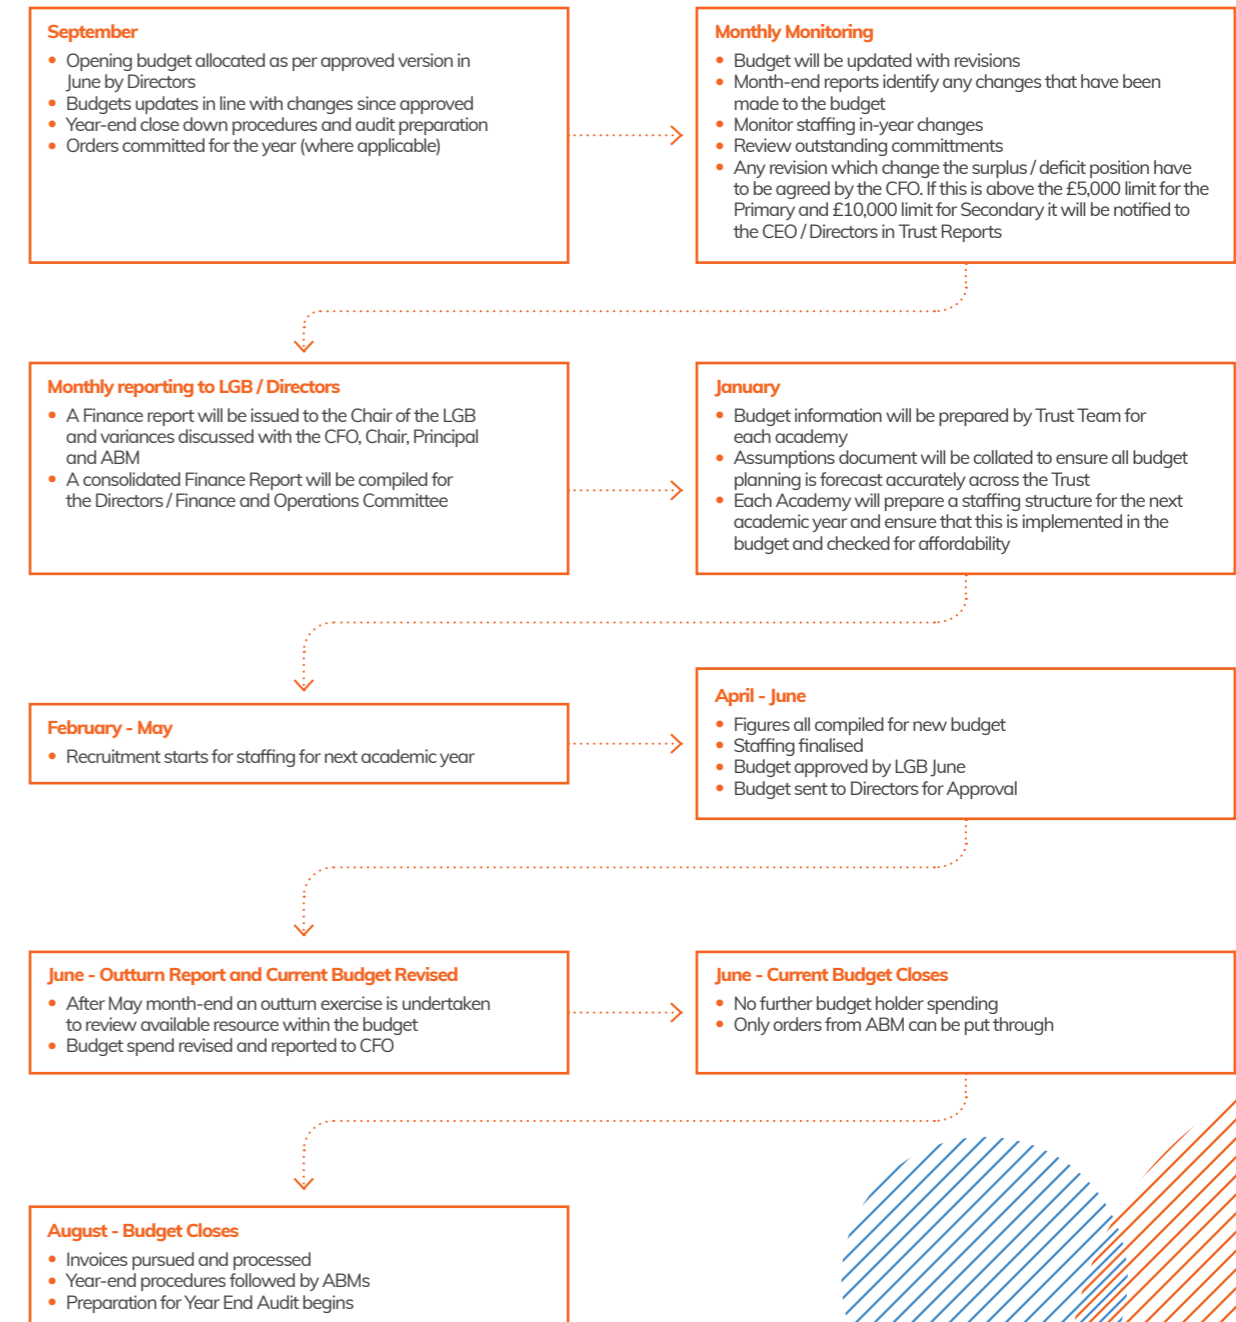 September
• Opening budget allocated as per approved version in
June by Directors
• Budgets updates in line with changes since approved
• Year-end close down procedures and audit preparation
• Orders committed for the year (where applicable)
Monthly Monitoring
• Budget will be updated with revisions
• Month-end reports identify any changes that have been
made to the budget
• Monitor staffing in-year changes
• Review outstanding committments
• Any revision which change the surplus / deficit position have
to be agreed by the CFO. If this is above the £5,000 limit for the
Primary and £10,000 limit for Secondary it will be notified to
the CEO / Directors in Trust Reports
Monthly reporting to LGB / Directors
• A Finance report will be issued to the Chair of the LGB
and variances discussed with the CFO, Chair, Principal
and ABM
• A consolidated Finance Report will be compiled for
the Directors / Finance and Operations Committee
January
• Budget information will be prepared by Trust Team for
each academy
• Assumptions document will be collated to ensure all budget
planning is forecast accurately across the Trust
• Each Academy will prepare a staffing structure for the next
academic year and ensure that this is implemented in the
budget and checked for affordability
February - May
• Recruitment starts for staffing for next academic year
April - June
• Figures all compiled for new budget
• Staffing finalised
• Budget approved by LGB June
• Budget sent to Directors for Approval
June - Outturn Report and Current Budget Revised
• After May month-end an outturn exercise is undertaken
to review available resource within the budget
• Budget spend revised and reported to CFO
June - Current Budget Closes
• No further budget holder spending
• Only orders from ABM can be put through
August - Budget Closes
• Invoices pursued and processed
• Year-end procedures followed by ABMs
• Preparation for Year End Audit begins